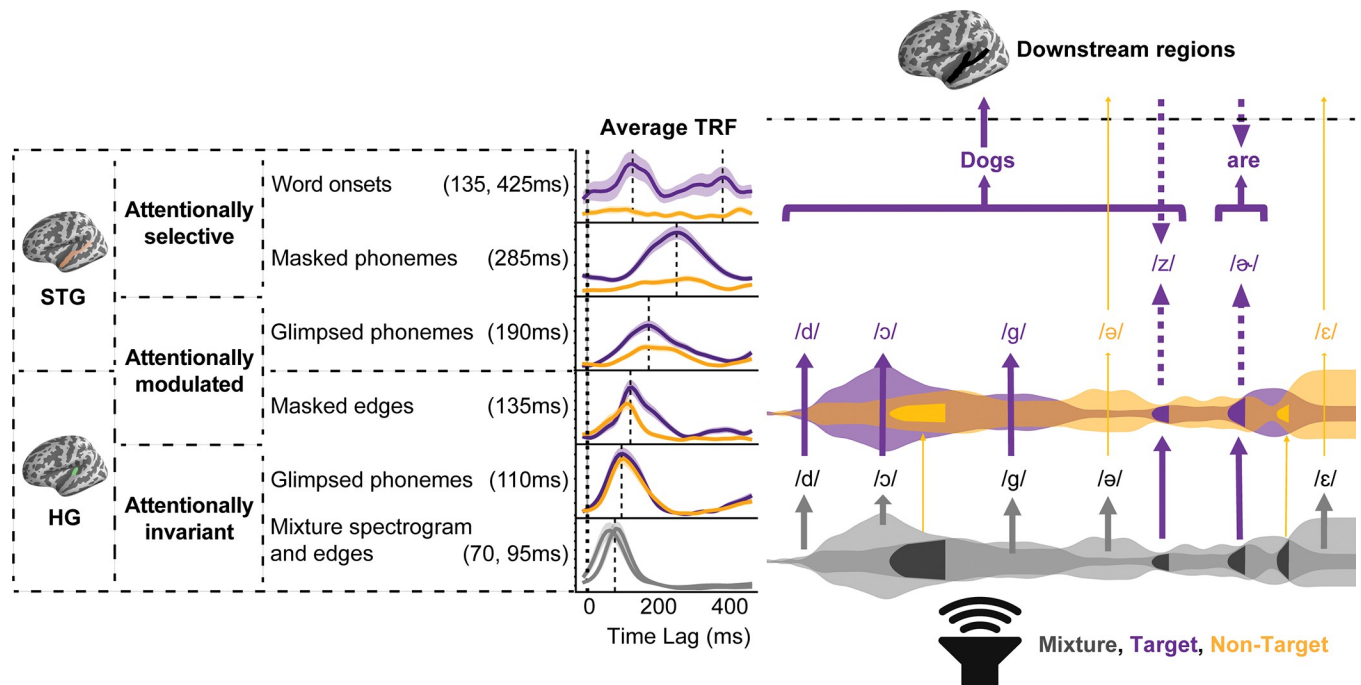 Downstream regions
Average TRF
Dogs
are
STG
Attentionally
selective
Word onsets (135, 425ms)
Masked phonemes (285ms)
/z/ /ɚ/
Attentionally
modulated
Glimpsed phonemes (190ms)
/d/ /ɔ/ /g/ /ə/ /ɛ/
Masked edges (135ms)
HG
Attentionally
invariant
Glimpsed phonemes (110ms)
/d/ /ɔ/ /g/ /ə/ /ɛ/
Mixture spectrogram
and edges (70, 95ms)
0 200 400
Time Lag (ms)
Mixture, Target, Non-Target